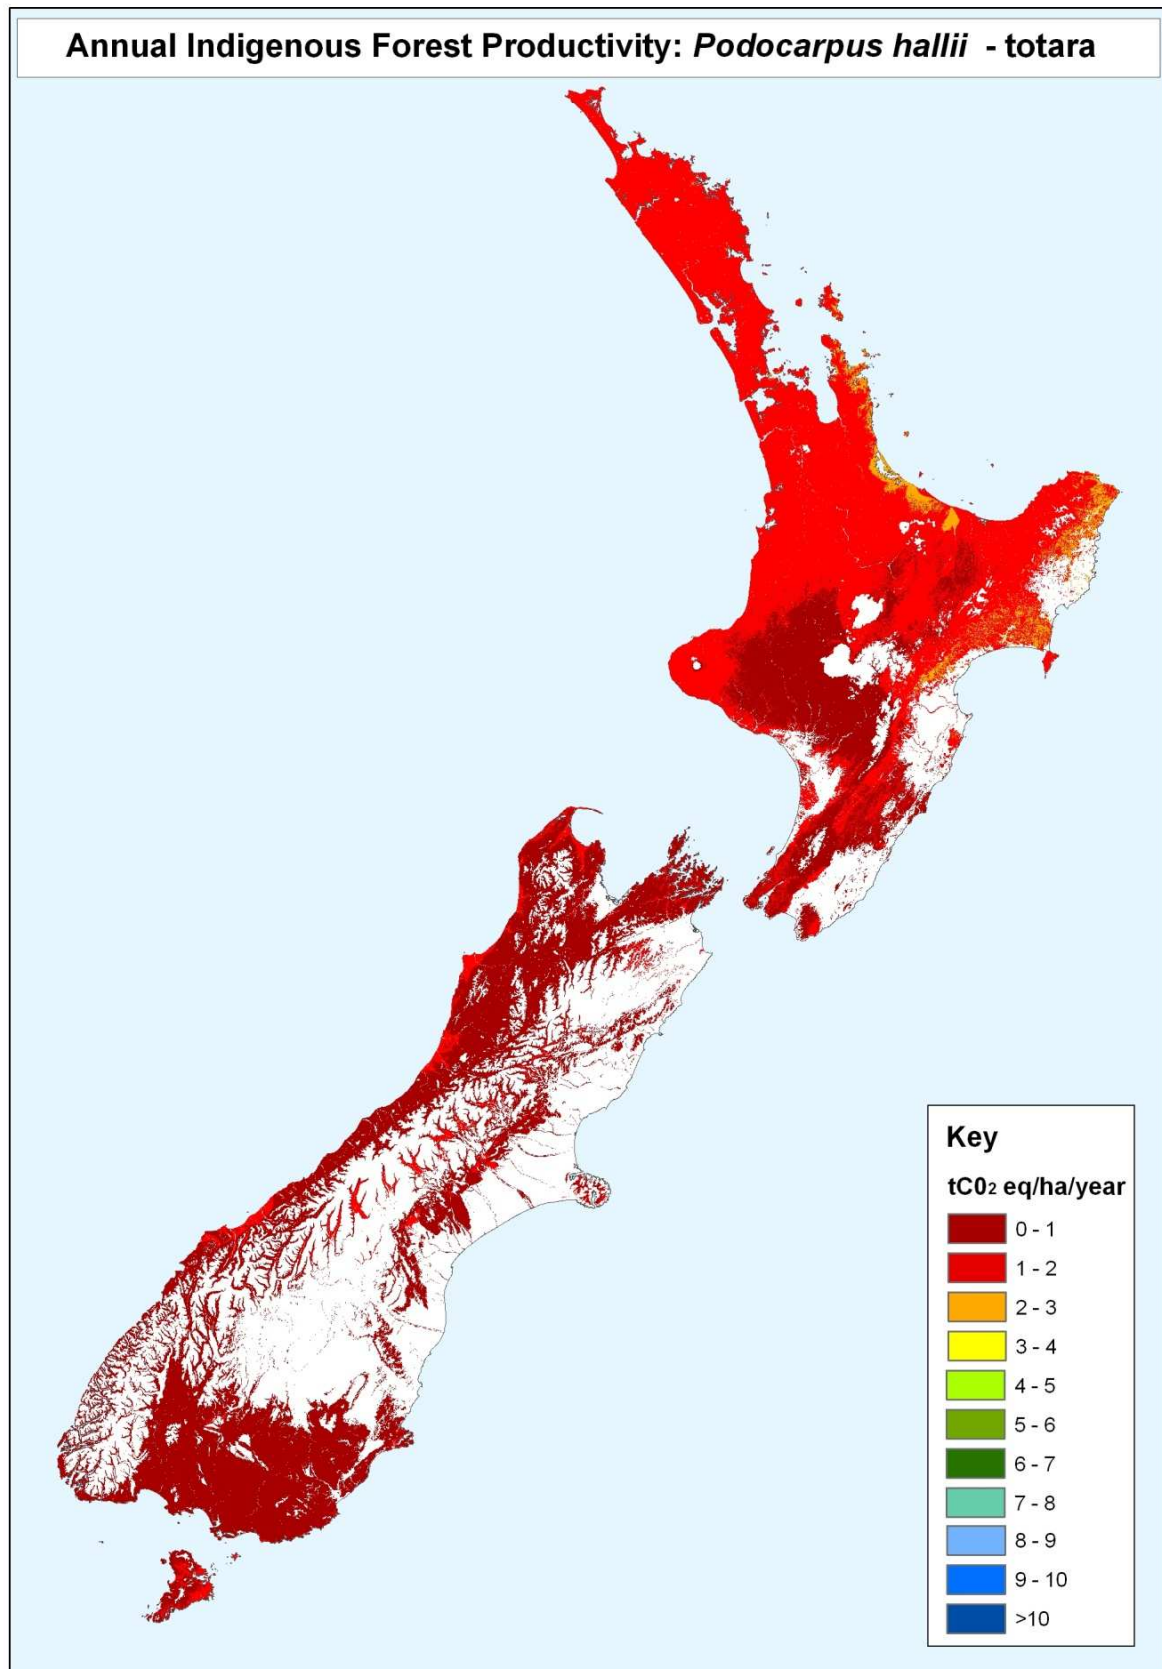 Annual Indigenous Forest Productivity: Podocarpus hallii - totara
Key
tC0₂ eq/ha/year
0 - 1
1 - 2
2 - 3
3 - 4
4 - 5
5 - 6
6 - 7
7 - 8
8 - 9
9 - 10
>10